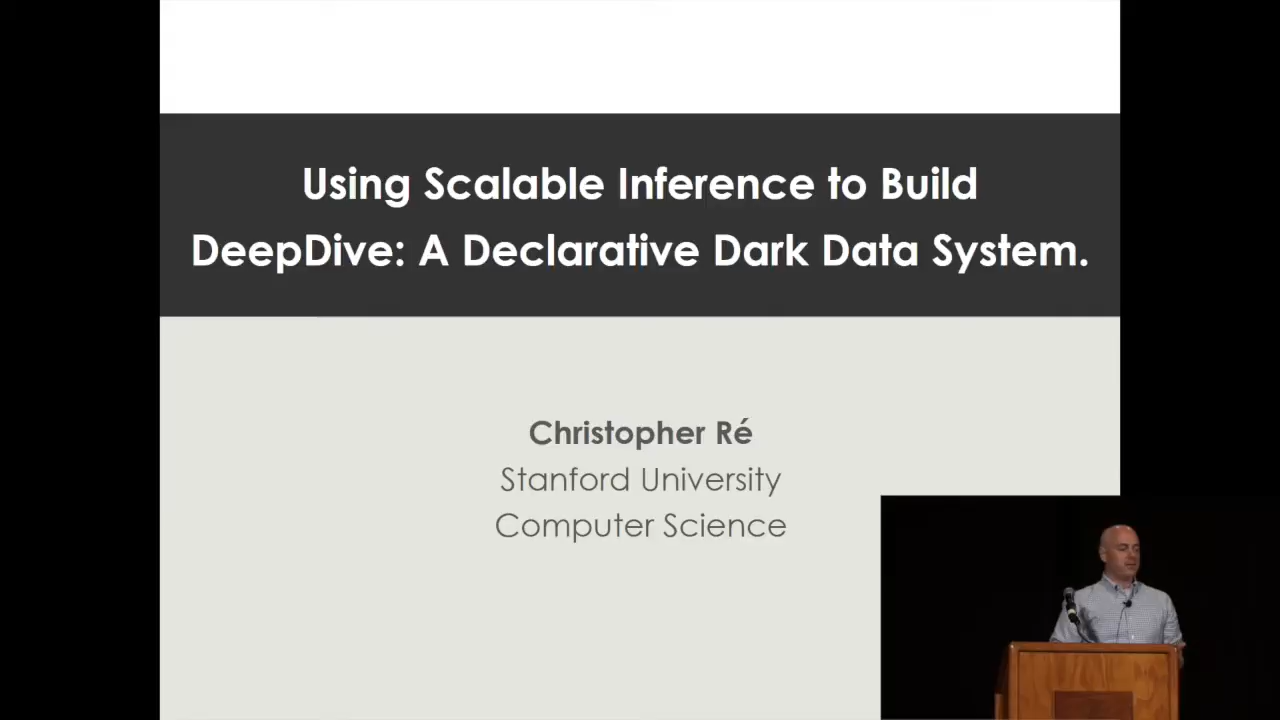 Using Scalable Inference to Build
DeepDive: A Declarative Dark Data System.
Christopher Ré
Stanford University
Computer Science